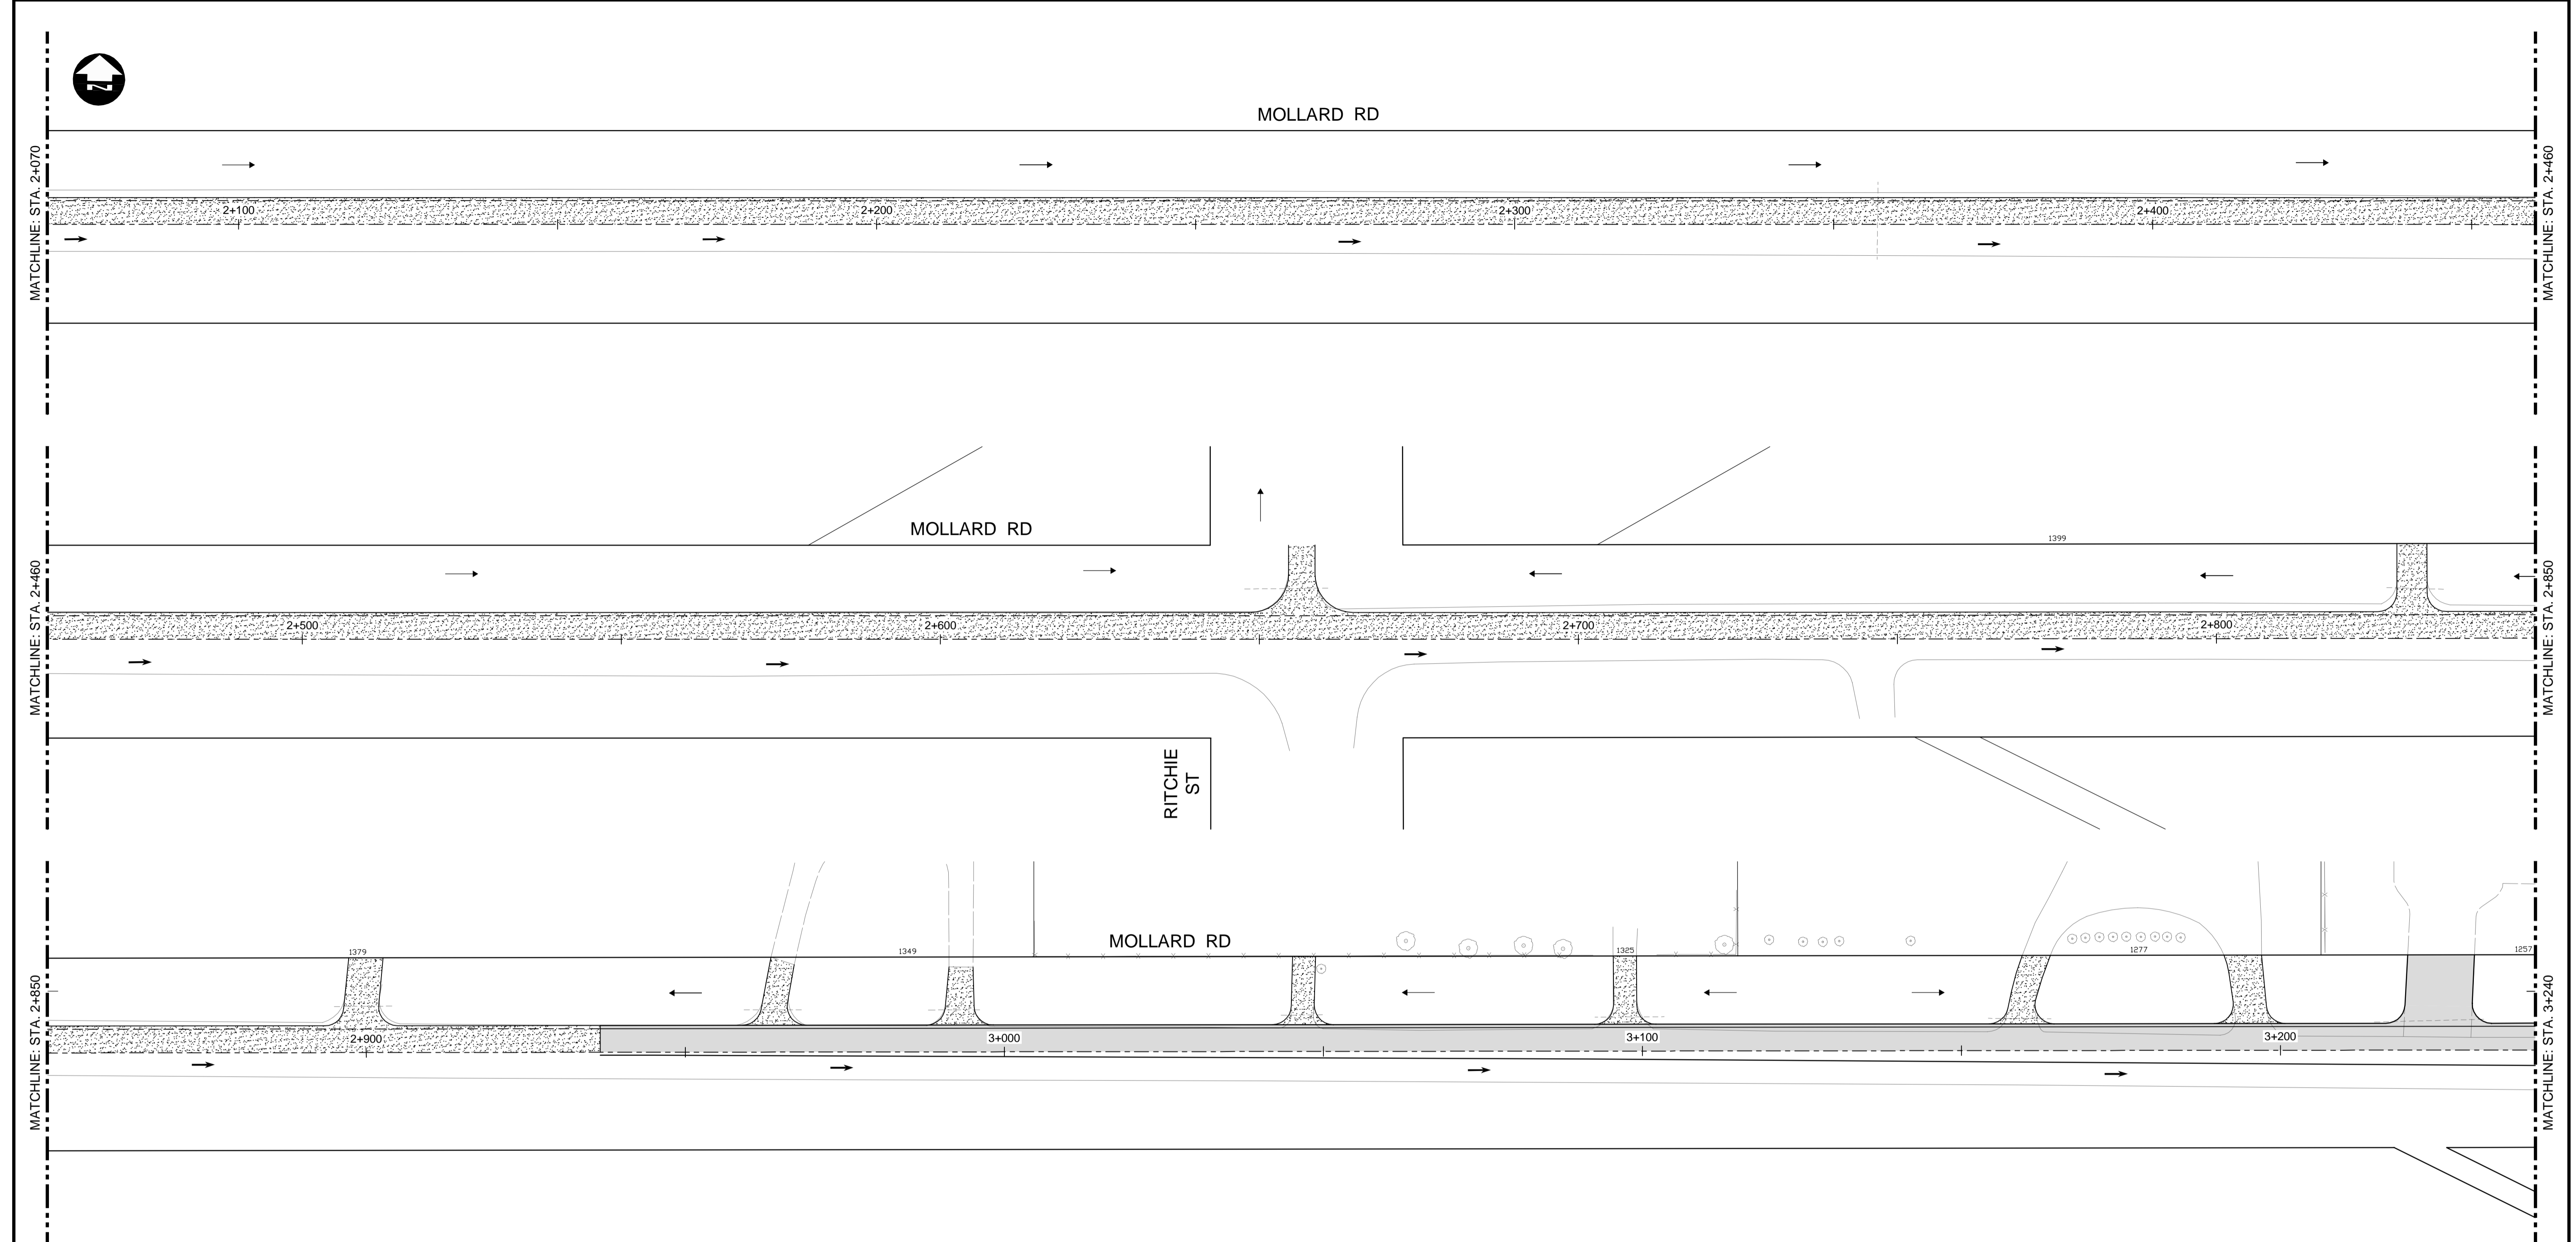 N
MOLLARD RD
MATCHLINE: STA. 2+070
2+100
2+200
2+300
2+400
MATCHLINE: STA. 2+460
MOLLARD RD
1399
MATCHLINE: STA. 2+460
2+500
2+600
2+700
2+800
MATCHLINE: STA. 2+850
RITCHIE
ST
MOLLARD RD
1379
1349
1325
1277
1257
MATCHLINE: STA. 2+850
2+900
3+000
3+100
3+200
MATCHLINE: STA. 3+240